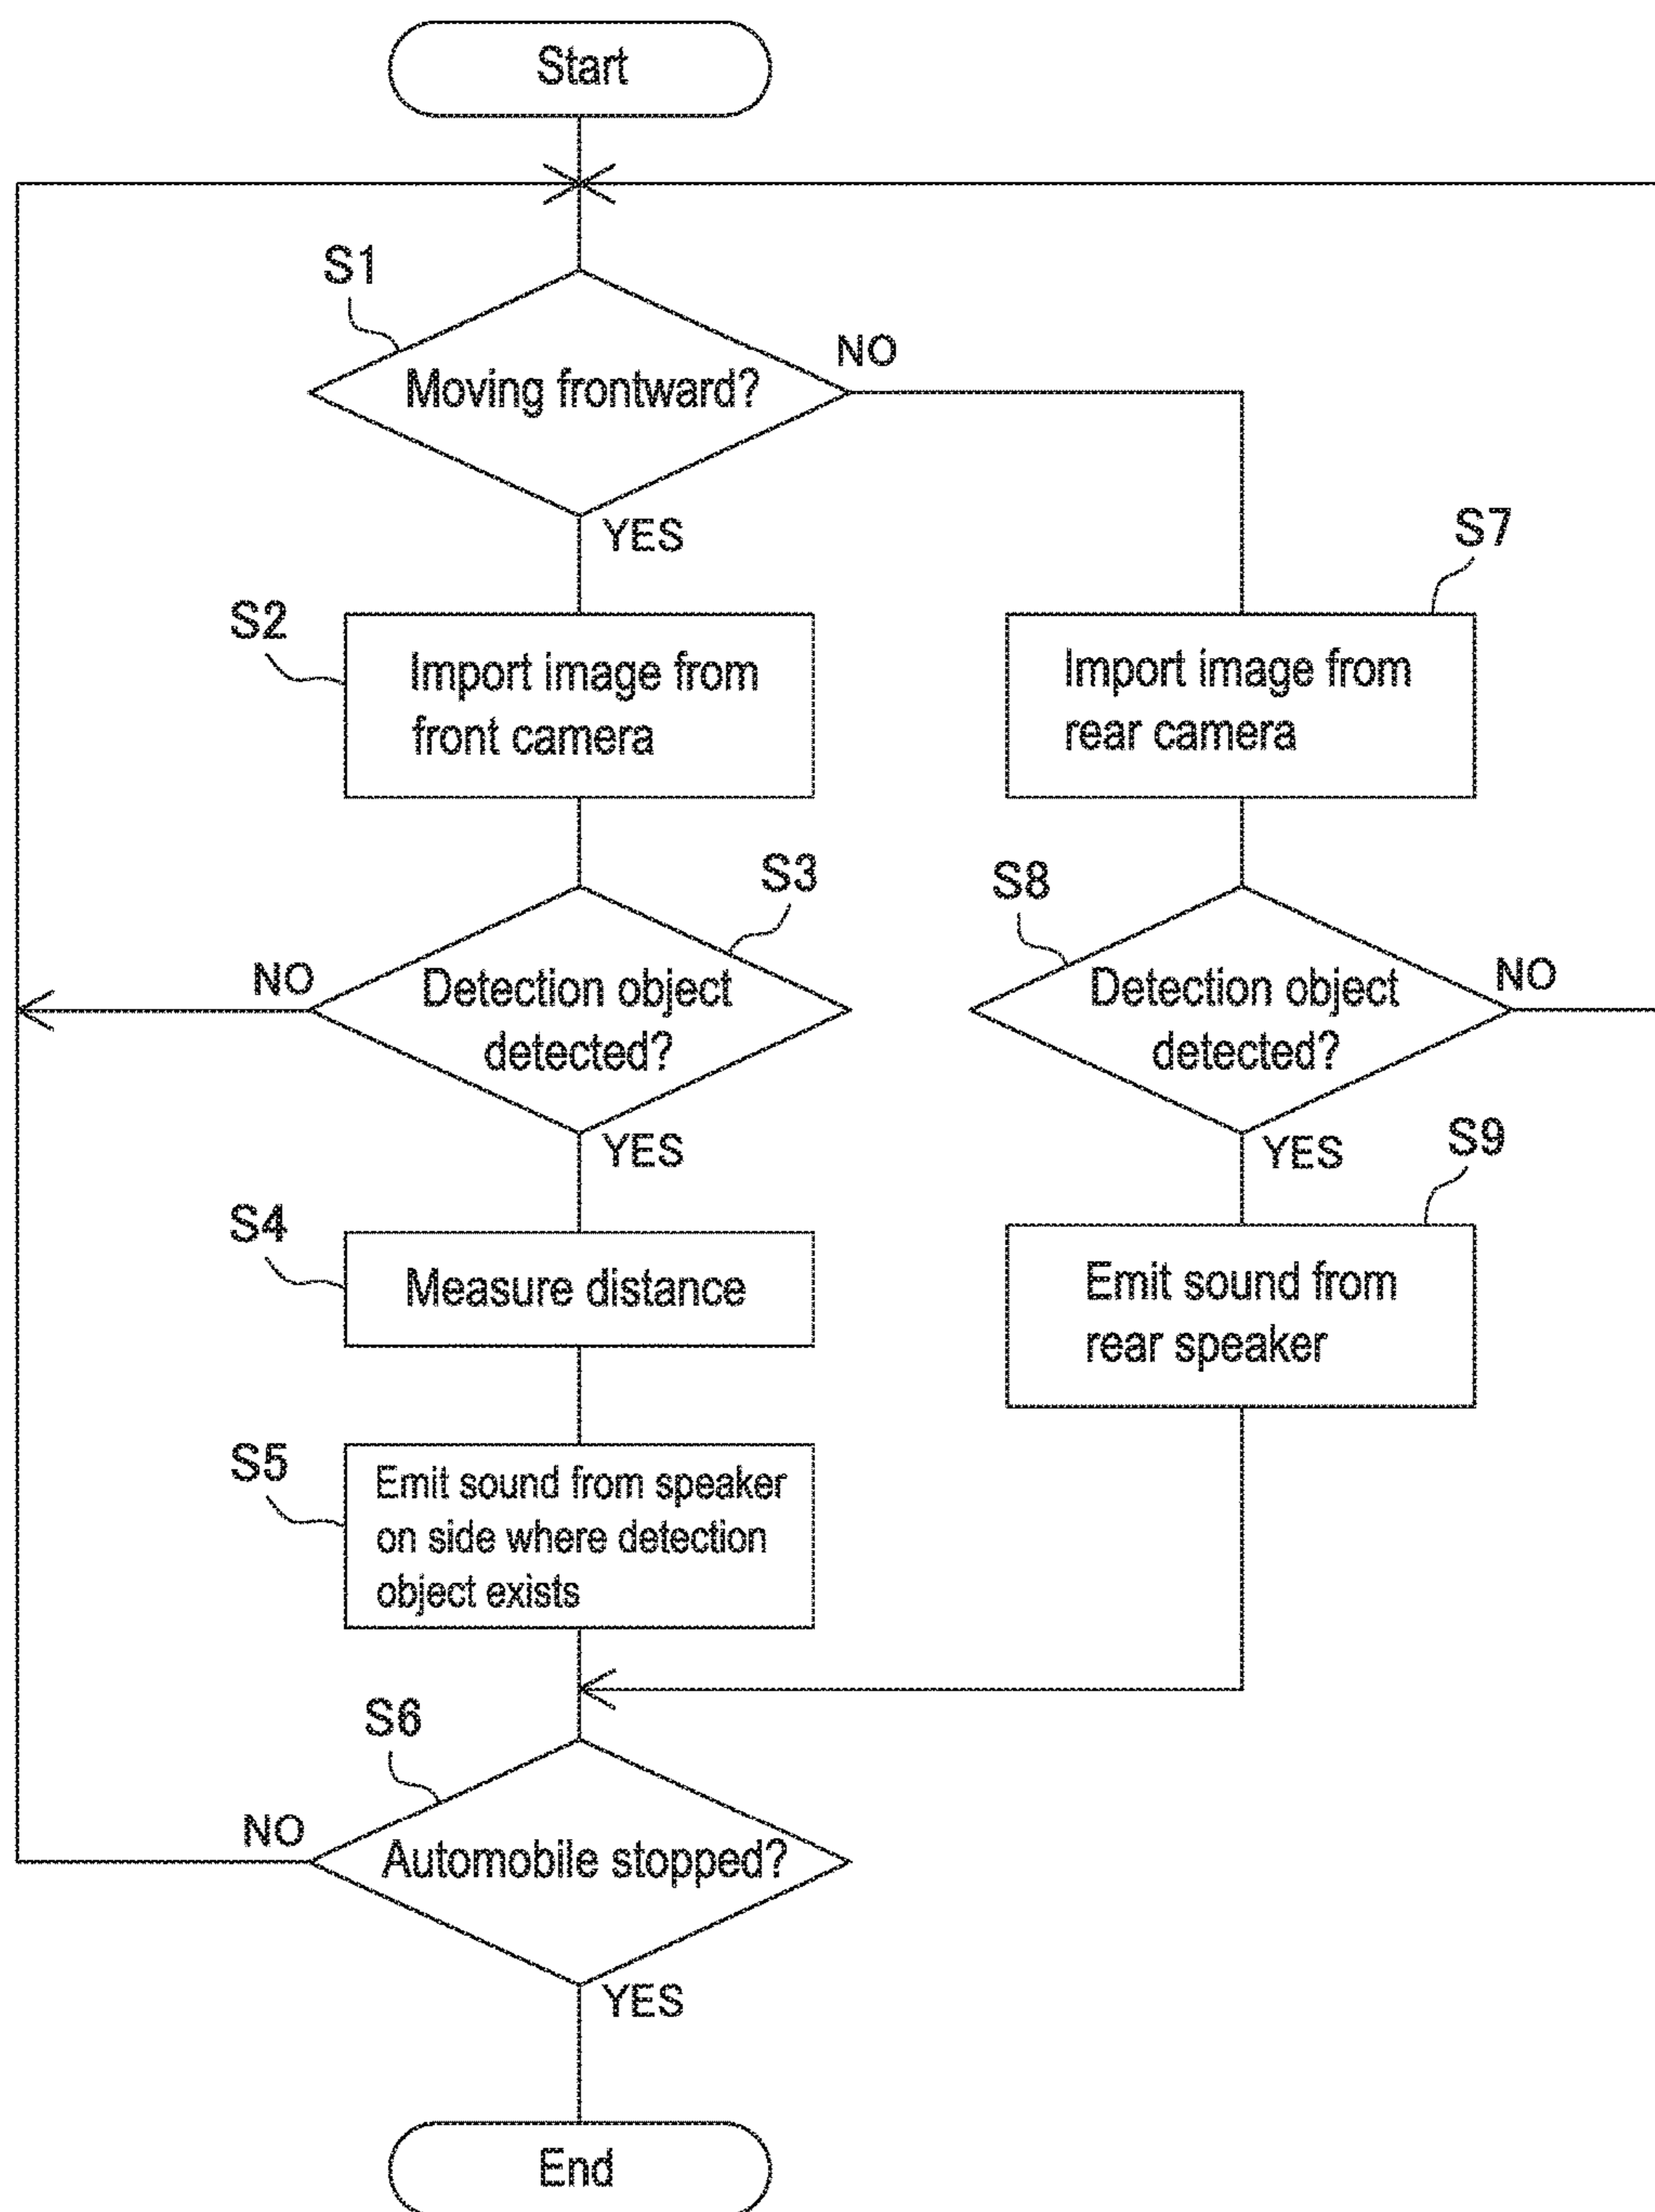 Start
S1
Moving frontward?
NO
YES
S2
Import image from
front camera
S7
Import image from
rear camera
S3
Detection object
detected?
NO
YES
S8
Detection object
detected?
NO
YES
S4
Measure distance
S9
Emit sound from
rear speaker
S5
Emit sound from speaker
on side where detection
object exists
S6
Automobile stopped?
NO
YES
End